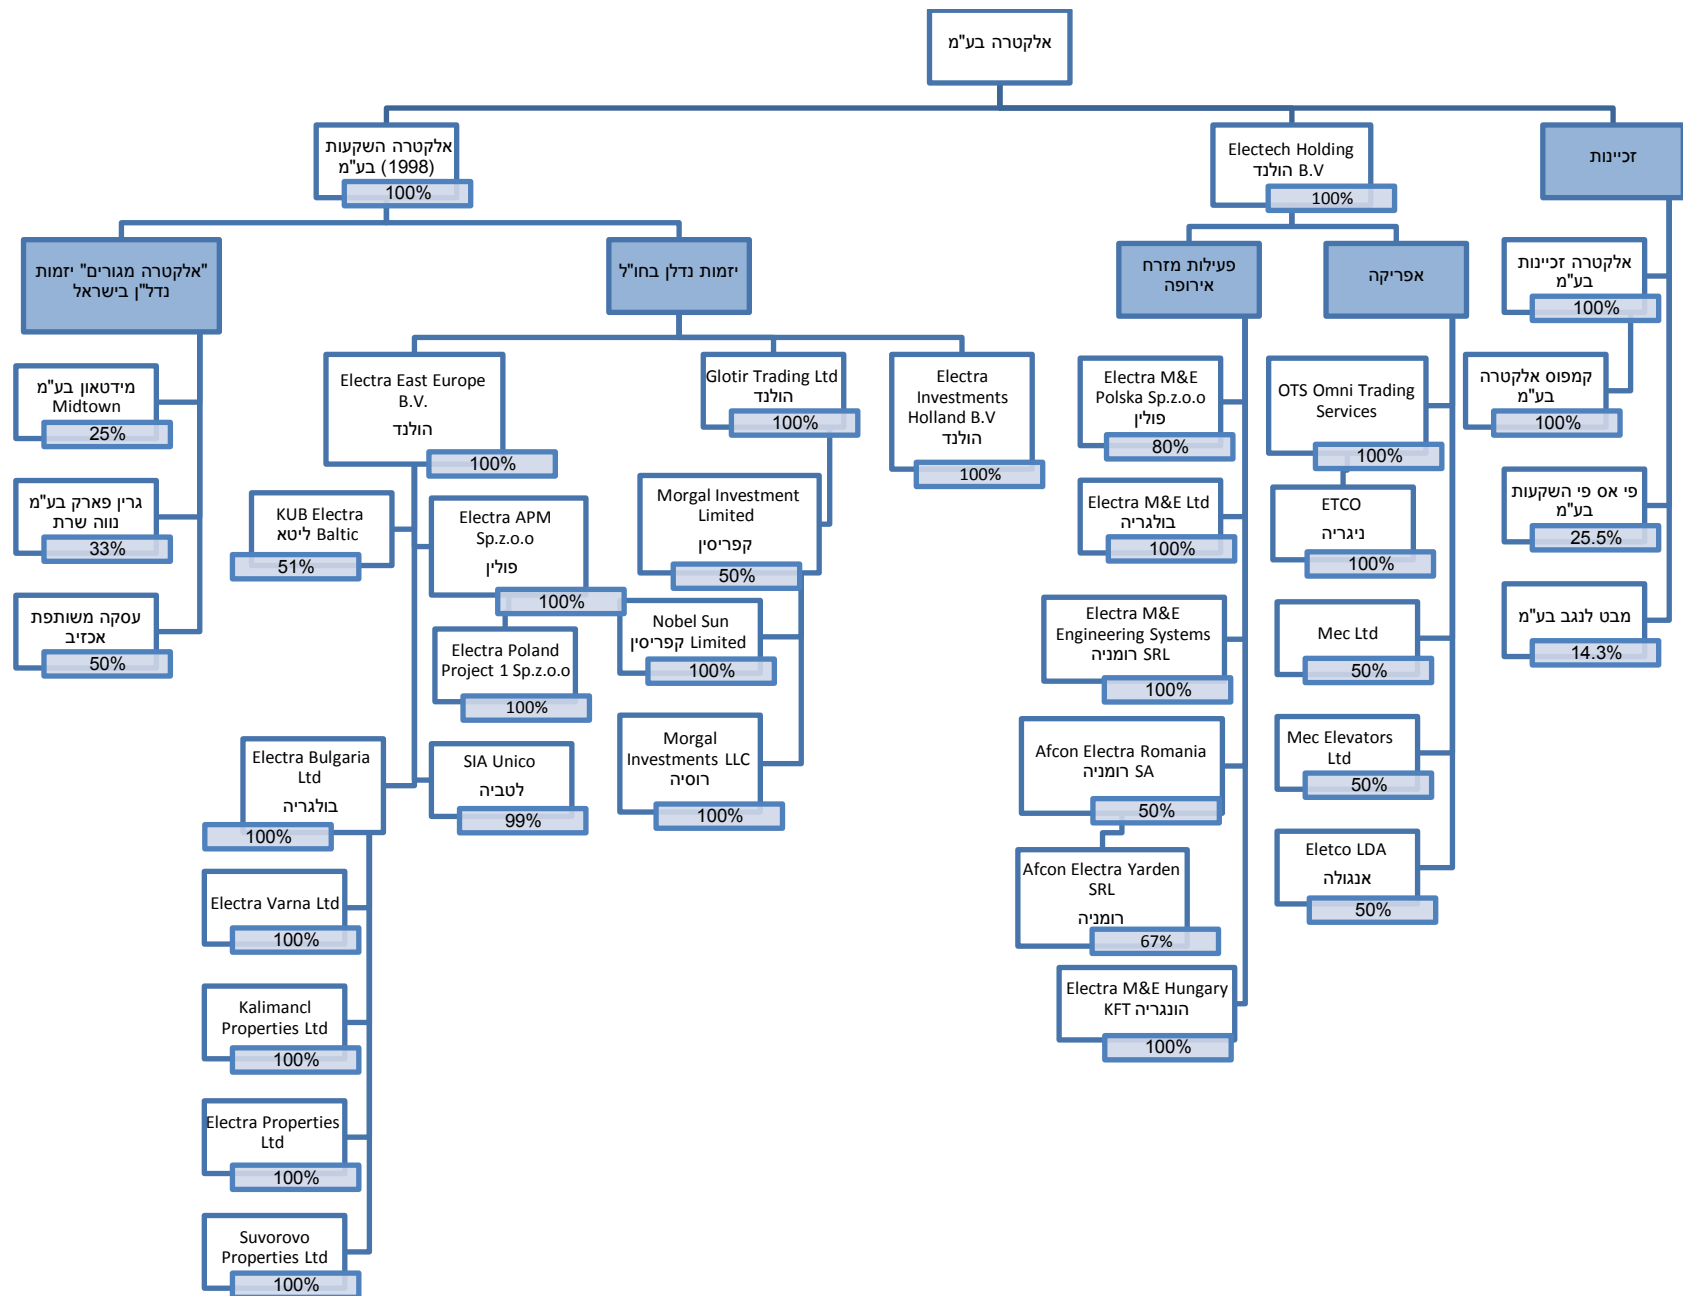 אלקטרה בע"מ
אלקטרה השקעות
(1998) בע"מ
100%
Electech Holding
B.V הולנד
100%
זכיינות
"אלקטרה מגורים" יזמות
נדל"ן בישראל
יזמות נדלן בחו"ל
פעילות מזרח
אירופה
אפריקה
אלקטרה זכיינות
בע"מ
100%
קמפוס אלקטרה
בע"מ
100%
פי אס פי השקעות
בע"מ
25.5%
מבט לנגב בע"מ
14.3%
מידטאון בע"מ
Midtown
25%
גרין פארק בע"מ
נווה שרת
33%
עסקה משותפת
אכזיב
50%
Electra East Europe
B.V.
הולנד
100%
Glotir Trading Ltd
הולנד
100%
Electra
Investments
Holland B.V
הולנד
100%
KUB Electra
Baltic ליטא
51%
Electra APM
Sp.z.o.o
פולין
100%
Electra Poland
Project 1 Sp.z.o.o
100%
Electra Bulgaria
Ltd
בולגריה
100%
SIA Unico
לטביה
99%
Electra Varna Ltd
100%
Kalimancl
Properties Ltd
100%
Electra Properties
Ltd
100%
Suvorovo
Properties Ltd
100%
Morgal Investment
Limited
קפריסין
50%
Nobel Sun
Limited קפריסין
100%
Morgal
Investments LLC
רוסיה
100%
Electra M&E
Polska Sp.z.o.o
פולין
80%
Electra M&E Ltd
בולגריה
100%
Electra M&E
Engineering Systems
SRL רומניה
100%
Afcon Electra Romania
SA רומניה
50%
Afcon Electra Yarden
SRL
רומניה
67%
Electra M&E Hungary
KFT הונגריה
100%
OTS Omni Trading
Services
100%
ETCO
ניגריה
100%
Mec Ltd
50%
Mec Elevators
Ltd
50%
Eletco LDA
אנגולה
50%